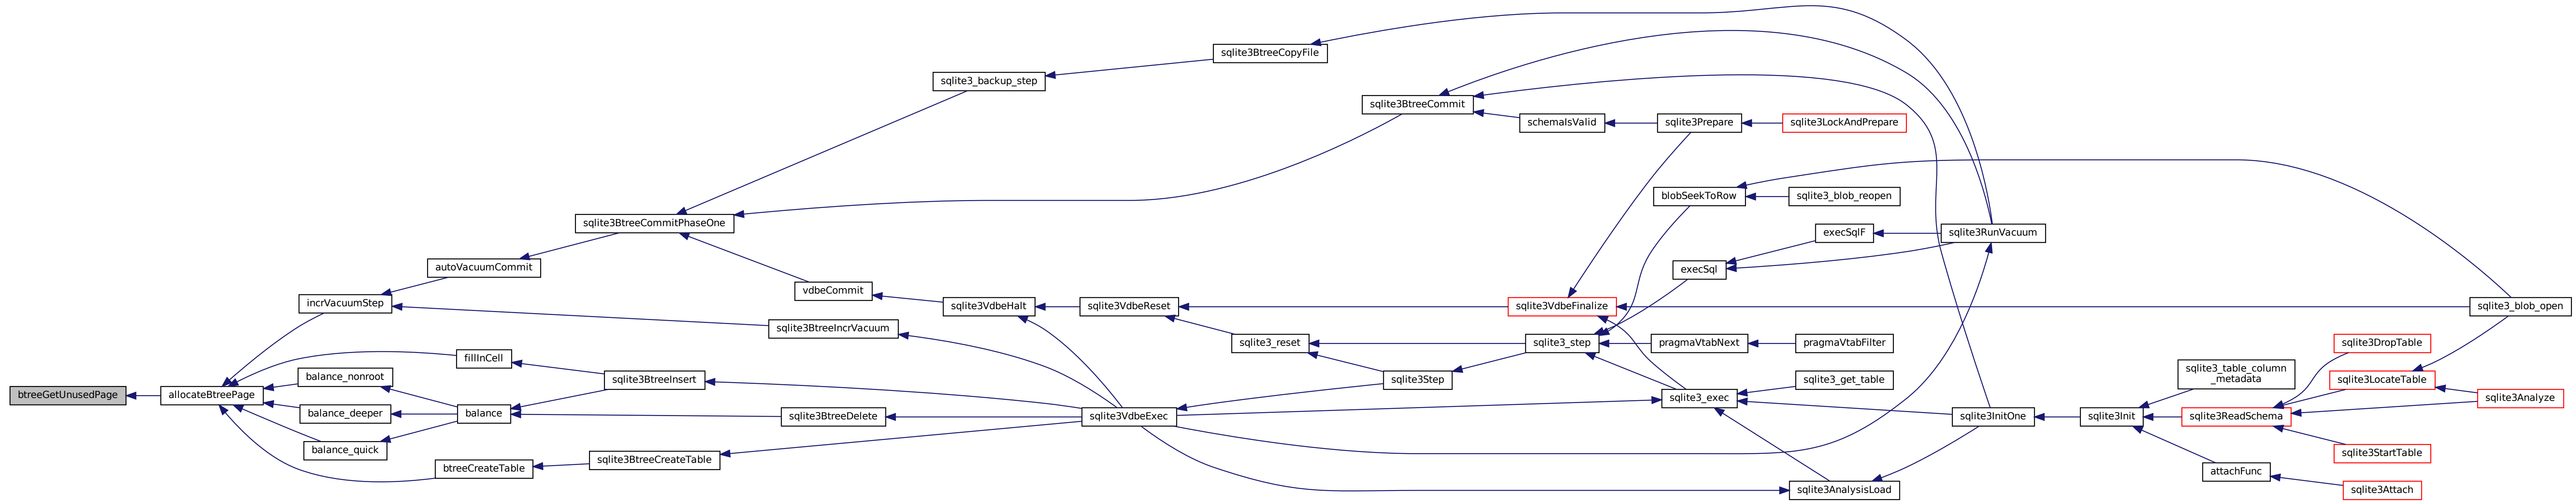 btreeGetUnusedPage
allocateBtreePage
incrVacuumStep
fillInCell
balance_nonroot
balance_deeper
balance_quick
btreeCreateTable
autoVacuumCommit
balance
sqlite3BtreeCommitPhaseOne
sqlite3BtreeInsert
sqlite3BtreeCreateTable
sqlite3BtreeIncrVacuum
sqlite3BtreeDelete
vdbeCommit
sqlite3_backup_step
sqlite3VdbeHalt
sqlite3VdbeReset
sqlite3VdbeExec
sqlite3BtreeCopyFile
sqlite3_reset
sqlite3BtreeCommit
sqlite3Step
schemaIsValid
sqlite3VdbeFinalize
sqlite3_step
sqlite3Prepare
blobSeekToRow
execSql
pragmaVtabNext
sqlite3_exec
sqlite3LockAndPrepare
sqlite3_blob_reopen
execSqlF
pragmaVtabFilter
sqlite3_get_table
sqlite3AnalysisLoad
sqlite3RunVacuum
sqlite3InitOne
sqlite3Init
sqlite3_table_column
_metadata
sqlite3ReadSchema
attachFunc
sqlite3DropTable
sqlite3LocateTable
sqlite3StartTable
sqlite3Attach
sqlite3_blob_open
sqlite3Analyze